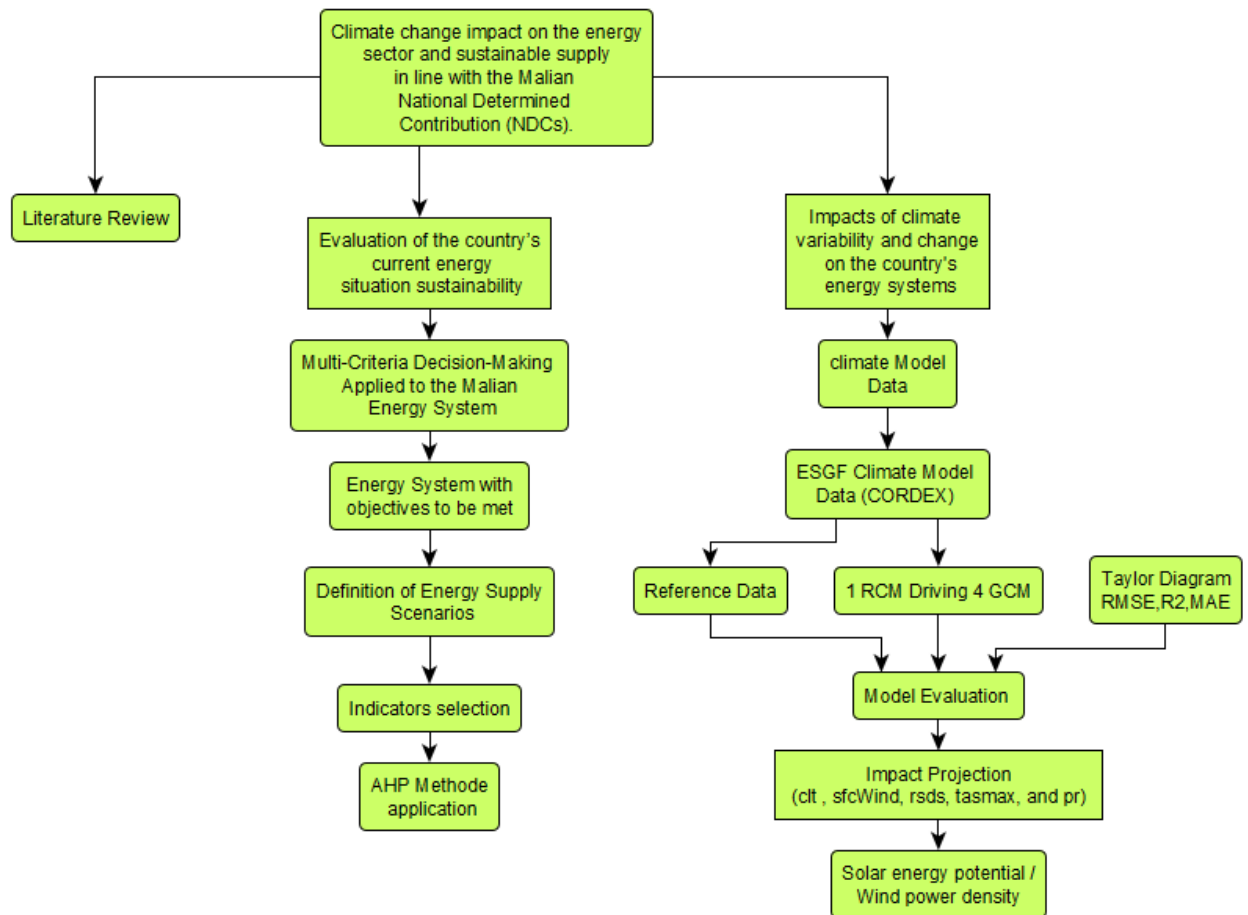 Climate change impact on the energy
sector and sustainable supply
in line with the Malian
National Determined
Contribution (NDCs).
Literature Review
Evaluation of the country's
current energy
situation sustainability
Multi-Criteria Decision-Making
Applied to the Malian
Energy System
Energy System with
objectives to be met
Definition of Energy Supply
Scenarios
Indicators selection
AHP Methode
application
Impacts of climate
variability and change
on the country's
energy systems
climate Model
Data
ESGF Climate Model
Data (CORDEX)
Reference Data
1 RCM Driving 4 GCM
Taylor Diagram
RMSE,R2,MAE
Model Evaluation
Impact Projection
(clt , sfcWind, rsds, tasmax, and pr)
Solar energy potential /
Wind power density